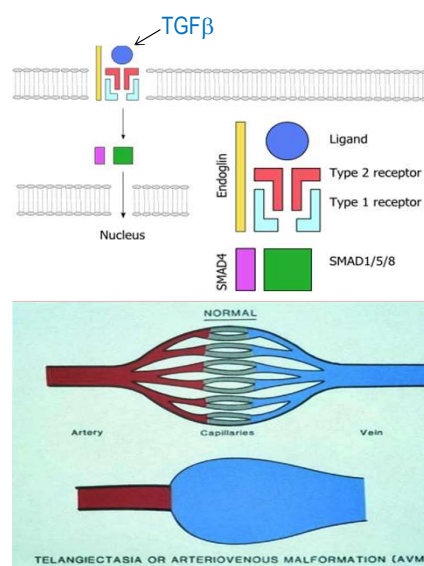 TGFβ
Nucleus
Endoglin
Ligand
Type 2 receptor
Type 1 receptor
SMAD4
SMAD1/5/8
NORMAL
Artery
Capillaries
Vein
TELANGIECTASIA OR ARTERIOVENOUS MALFORMATION (AVM